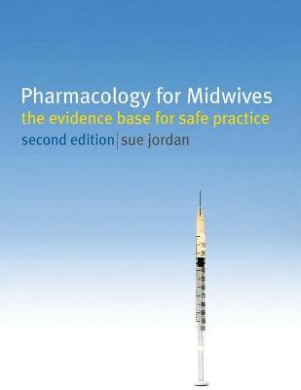 Pharmacology for Midwives
the evidence base for safe practice
second edition|sue jordan